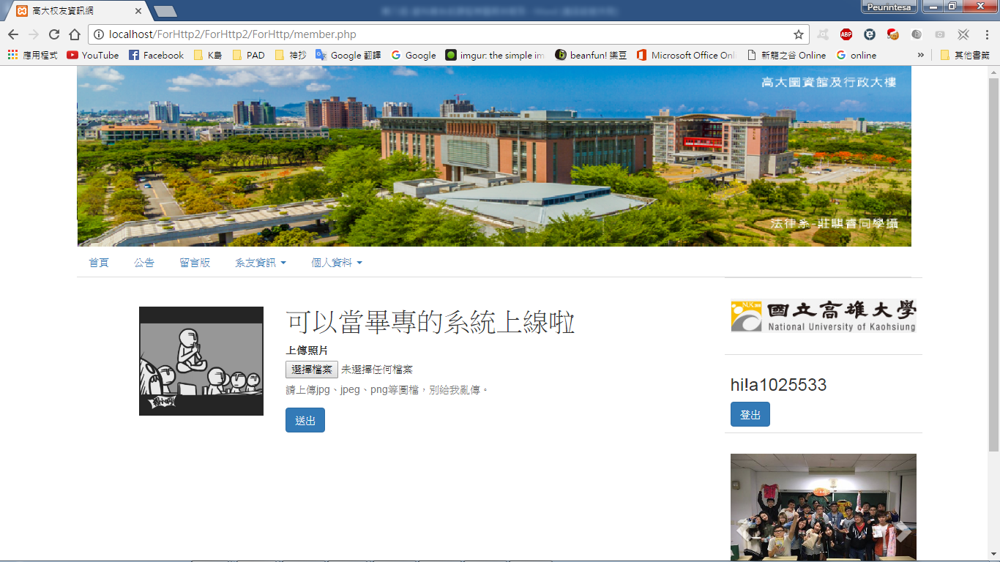 高大校友資訊網
Peurintesa
localhost/ForHttp2/ForHttp2/ForHttp/member.php
ABP
應用程式 YouTube Facebook K島 PAD 神抄 Google 翻譯 Google imgur: the simple im beanfun! 樂豆 Microsoft Office Onl 新龍之谷 Online online » 其他書籤
高大圖資館及行政大樓
法律系-莊騏睿同學攝
首頁 公告 留言版 系友資訊 個人資料
可以當畢專的系統上線啦
上傳照片
選擇檔案 未選擇任何檔案
請上傳jpg、jpeg、png等圖檔，別給我亂傳。
送出
國立高雄大學
National University of Kaohsiung
hi!a1025533
登出